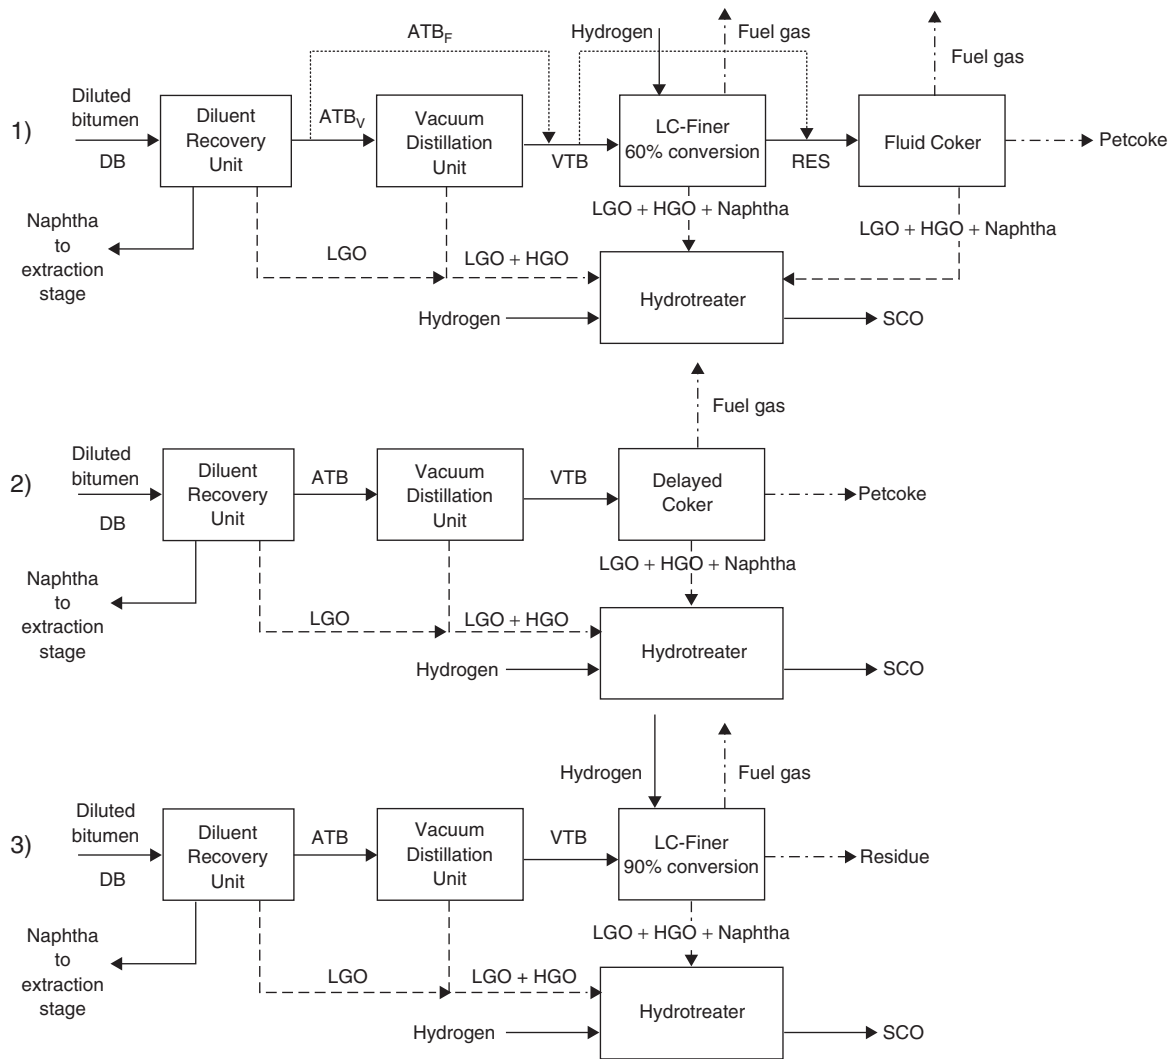 1)
Diluted
bitumen
DB
Naphtha
to
extraction
stage
Diluent
Recovery
Unit
ATB_F
ATB_V
Vacuum
Distillation
Unit
VTB
Hydrogen
Fuel gas
LC-Finer
60% conversion
RES
Fuel gas
Fluid Coker
Petcoke
LGO + HGO + Naphtha
LGO + HGO + Naphtha
LGO
LGO + HGO
Hydrogen
Hydrotreater
SCO
2)
Diluted
bitumen
DB
Naphtha
to
extraction
stage
Diluent
Recovery
Unit
ATB
Vacuum
Distillation
Unit
VTB
Fuel gas
Delayed
Coker
Petcoke
LGO + HGO + Naphtha
LGO
LGO + HGO
Hydrogen
Hydrotreater
SCO
3)
Diluted
bitumen
DB
Naphtha
to
extraction
stage
Diluent
Recovery
Unit
ATB
Vacuum
Distillation
Unit
VTB
Hydrogen
Fuel gas
LC-Finer
90% conversion
Residue
LGO + HGO + Naphtha
LGO
LGO + HGO
Hydrogen
Hydrotreater
SCO